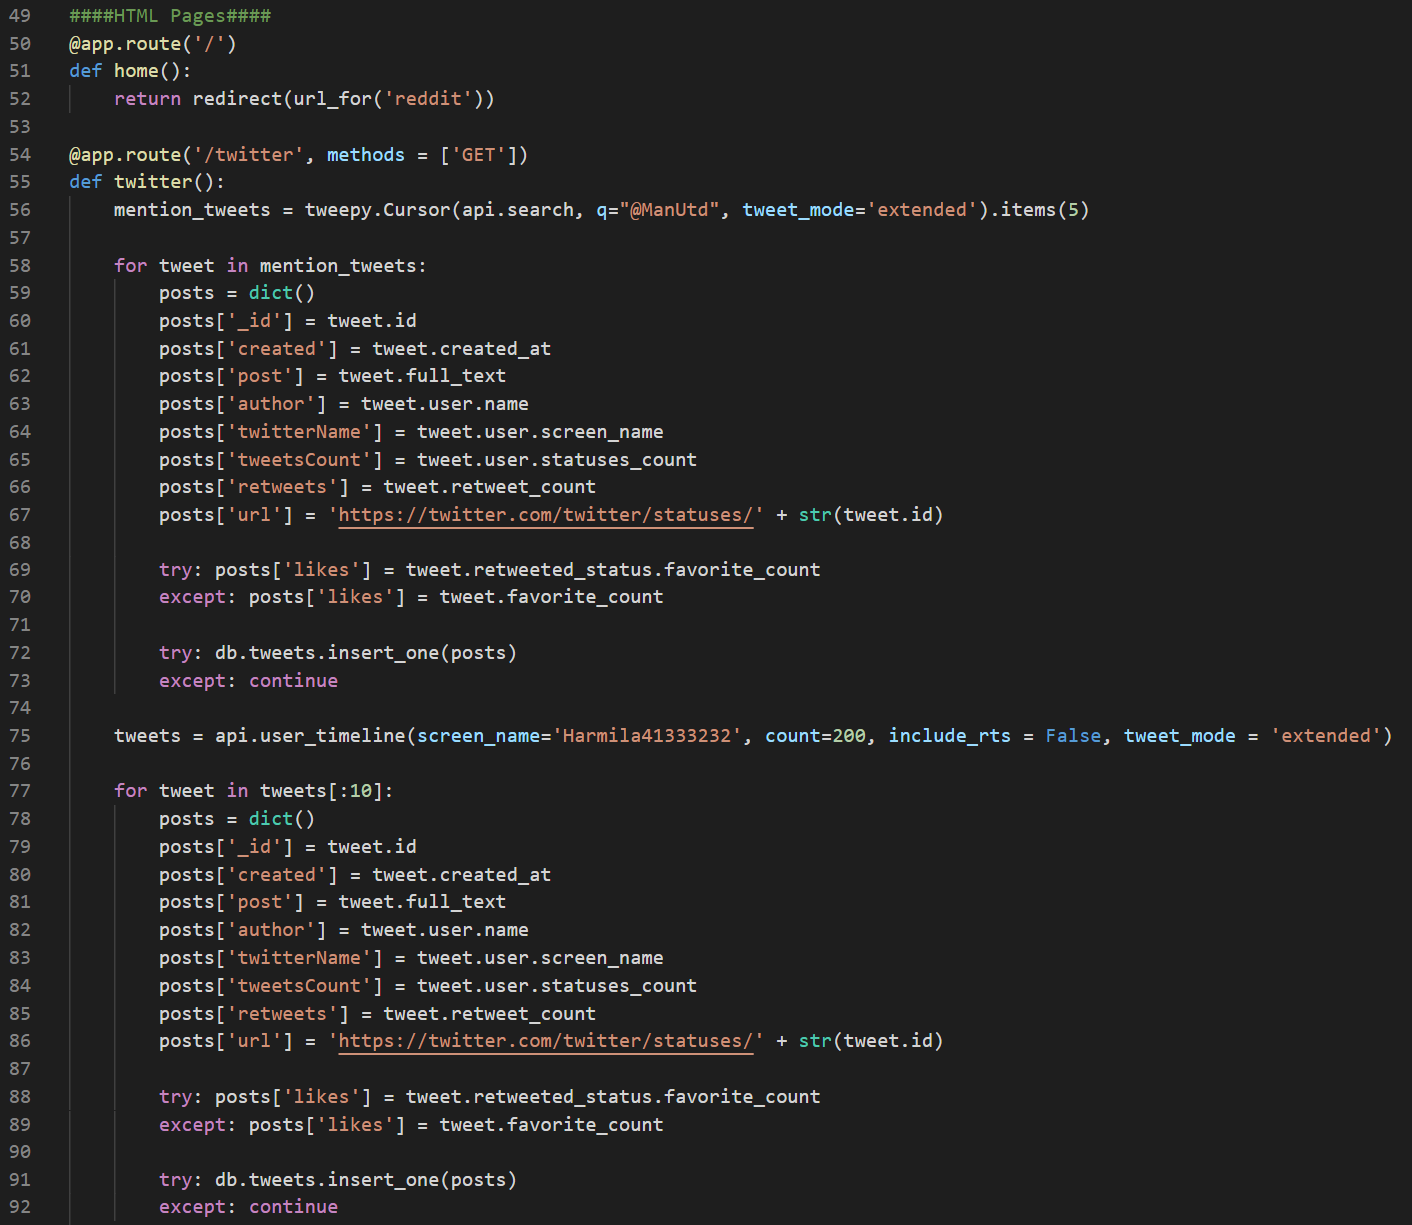 49 ####HTML Pages####
50 @app.route('/')
51 def home():
52     return redirect(url_for('reddit'))
53
54 @app.route('/twitter', methods = ['GET'])
55 def twitter():
56     mention_tweets = tweepy.Cursor(api.search, q="@ManUtd", tweet_mode='extended').items(5)
57
58     for tweet in mention_tweets:
59         posts = dict()
60         posts['_id'] = tweet.id
61         posts['created'] = tweet.created_at
62         posts['post'] = tweet.full_text
63         posts['author'] = tweet.user.name
64         posts['twitterName'] = tweet.user.screen_name
65         posts['tweetsCount'] = tweet.user.statuses_count
66         posts['retweets'] = tweet.retweet_count
67         posts['url'] = 'https://twitter.com/twitter/statuses/' + str(tweet.id)
68
69         try: posts['likes'] = tweet.retweeted_status.favorite_count
70         except: posts['likes'] = tweet.favorite_count
71
72         try: db.tweets.insert_one(posts)
73         except: continue
74
75     tweets = api.user_timeline(screen_name='Harmila41333232', count=200, include_rts = False, tweet_mode = 'extended')
76
77     for tweet in tweets[:10]:
78         posts = dict()
79         posts['_id'] = tweet.id
80         posts['created'] = tweet.created_at
81         posts['post'] = tweet.full_text
82         posts['author'] = tweet.user.name
83         posts['twitterName'] = tweet.user.screen_name
84         posts['tweetsCount'] = tweet.user.statuses_count
85         posts['retweets'] = tweet.retweet_count
86         posts['url'] = 'https://twitter.com/twitter/statuses/' + str(tweet.id)
87
88         try: posts['likes'] = tweet.retweeted_status.favorite_count
89         except: posts['likes'] = tweet.favorite_count
90
91         try: db.tweets.insert_one(posts)
92         except: continue